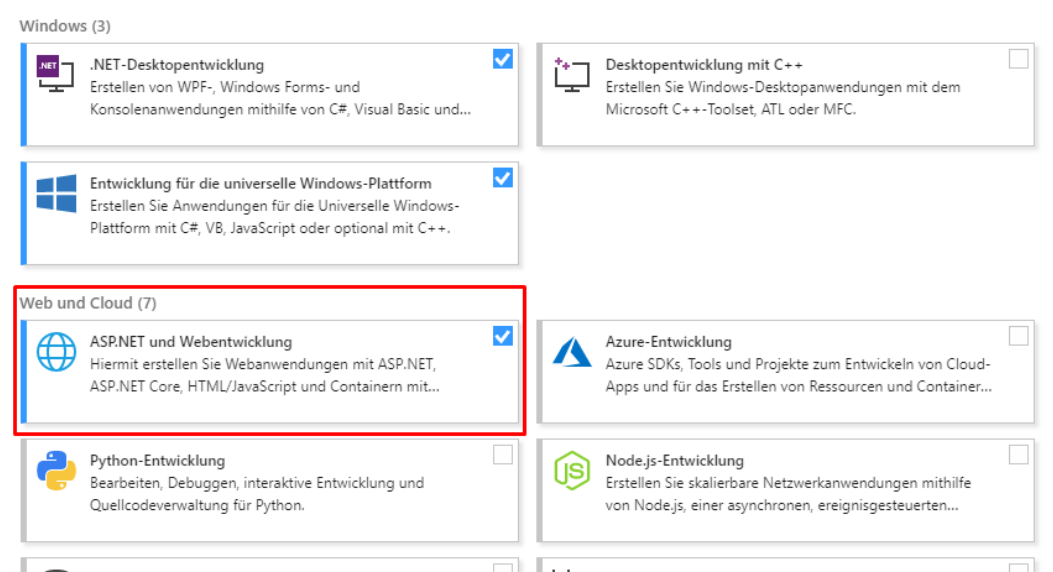 Windows (3)
.NET
.NET-Desktopentwicklung
Erstellen von WPF-, Windows Forms- und
Konsolenanwendungen mithilfe von C#, Visual Basic und...
++
Desktopentwicklung mit C++
Erstellen Sie Windows-Desktopanwendungen mit dem
Microsoft C++-Toolset, ATL oder MFC.
Entwicklung für die universelle Windows-Plattform
Erstellen Sie Anwendungen für die Universelle Windows-
Plattform mit C#, VB, JavaScript oder optional mit C++.
Web und Cloud (7)
ASP.NET und Webentwicklung
Hiermit erstellen Sie Webanwendungen mit ASP.NET,
ASP.NET Core, HTML/JavaScript und Containern mit...
Azure-Entwicklung
Azure SDKs, Tools und Projekte zum Entwickeln von Cloud-
Apps und für das Erstellen von Ressourcen und Container...
Python-Entwicklung
Bearbeiten, Debuggen, interaktive Entwicklung und
Quellcodeverwaltung für Python.
JS
Node.js-Entwicklung
Erstellen Sie skalierbare Netzwerkanwendungen mithilfe
von Node.js, einer asynchronen, ereignisgesteuerten...